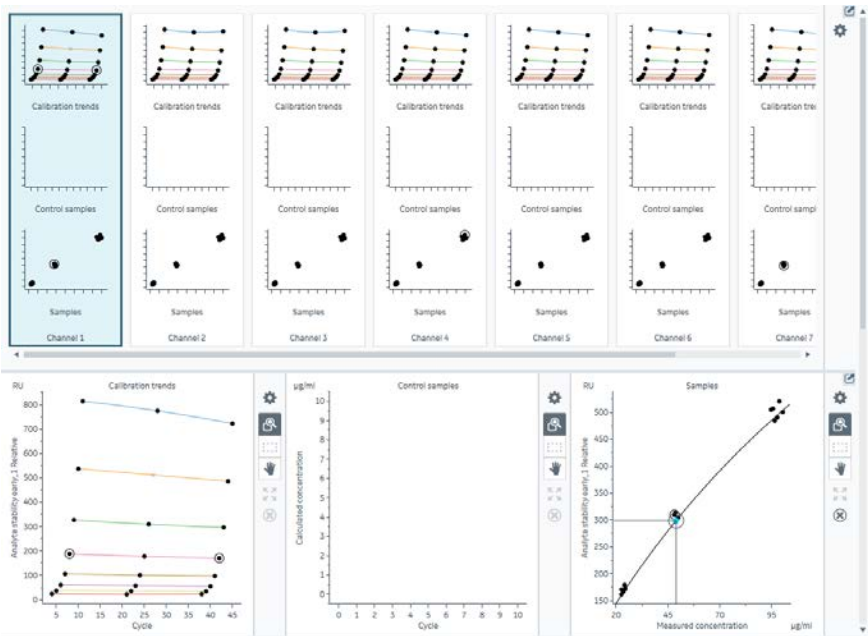 Calibration trends Calibration trends Calibration trends Calibration trends Calibration trends Calibration trends Calibration tre
Control samples Control samples Control samples Control samples Control samples Control samples Control sampl
Samples Samples Samples Samples Samples Samples Samples
Channel 1 Channel 2 Channel 3 Channel 4 Channel 5 Channel 6 Channel 7
RU Calibration trends
Analyte stability early_1 Relative
800
700
600
500
400
300
200
100
0
5 10 15 20 25 30 35 40 45
Cycle
µg/ml Control samples
Calculated concentration
10
9
8
7
6
5
4
3
2
1
0
0 1 2 3 4 5 6 7 8 9 10
Cycle
RU Samples
Analyte stability early_1 Relative
500
450
400
350
300
250
200
150
20 45 70 95
Measured concentration µg/ml